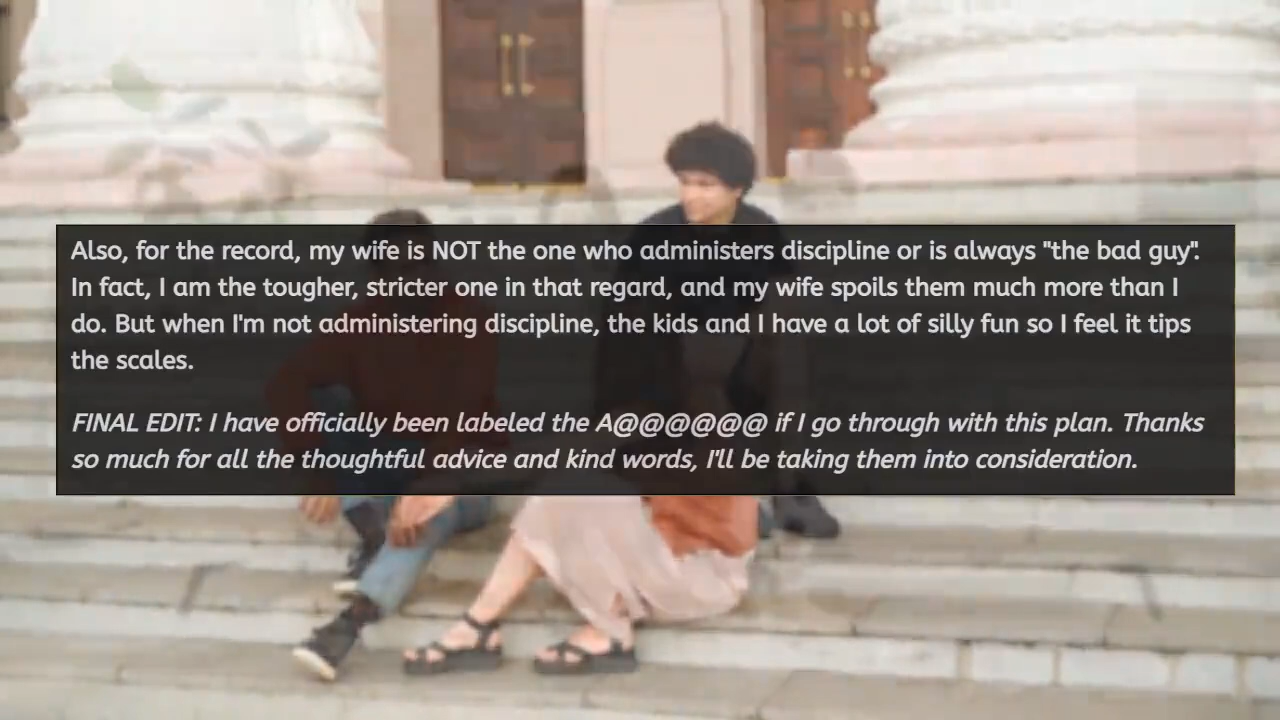 Also, for the record, my wife is NOT the one who administers discipline or is always "the bad guy".
In fact, I am the tougher, stricter one in that regard, and my wife spoils them much more than I
do. But when I'm not administering discipline, the kids and I have a lot of silly fun so I feel it tips
the scales.
FINAL EDIT: I have officially been labeled the A@@@@@@ if I go through with this plan. Thanks
so much for all the thoughtful advice and kind words, I'll be taking them into consideration.